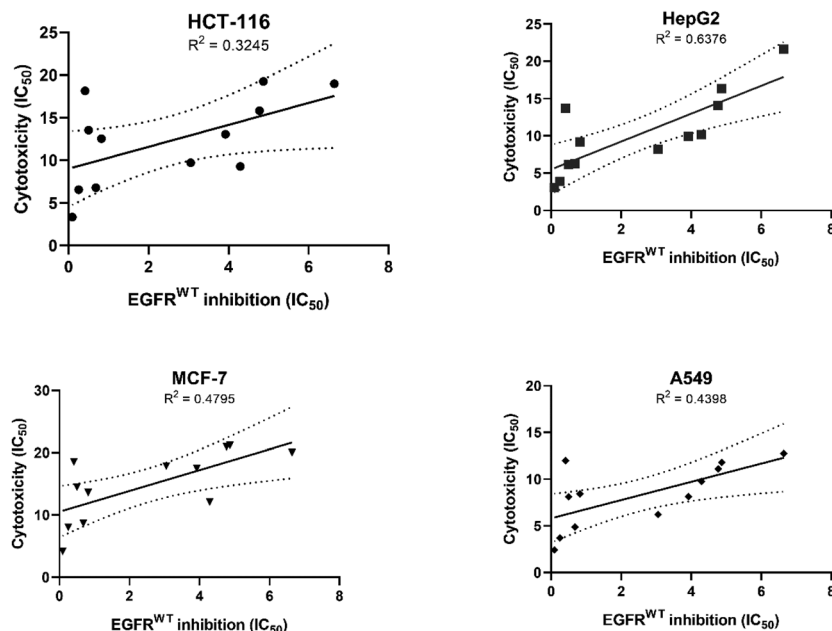 HCT-116
R² = 0.3245
Cytotoxicity (IC₅₀)
25
20
15
10
5
0
0 2 4 6 8
EGFRᵂᵀ inhibition (IC₅₀)
HepG2
R² = 0.6376
Cytotoxicity (IC₅₀)
25
20
15
10
5
0
0 2 4 6 8
EGFRᵂᵀ inhibition (IC₅₀)
MCF-7
R² = 0.4795
Cytotoxicity (IC₅₀)
30
20
10
0
0 2 4 6 8
EGFRᵂᵀ inhibition (IC₅₀)
A549
R² = 0.4398
Cytotoxicity (IC₅₀)
20
15
10
5
0
0 2 4 6 8
EGFRᵂᵀ inhibition (IC₅₀)